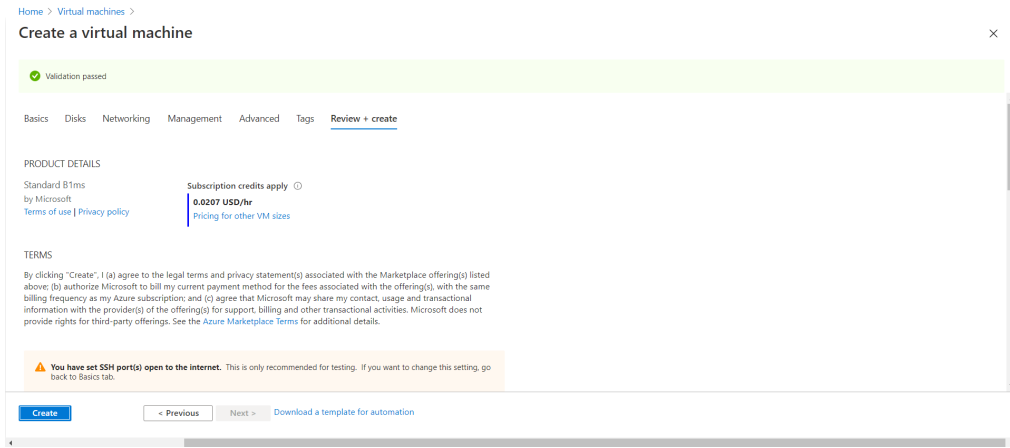 Home > Virtual machines >
Create a virtual machine
Validation passed
Basics Disks Networking Management Advanced Tags Review + create
PRODUCT DETAILS
Standard B1ms
by Microsoft
Terms of use | Privacy policy
Subscription credits apply
0.0207 USD/hr
Pricing for other VM sizes
TERMS
By clicking "Create", I (a) agree to the legal terms and privacy statement(s) associated with the Marketplace offering(s) listed
above; (b) authorize Microsoft to bill my current payment method for the fees associated with the offering(s), with the same
billing frequency as my Azure subscription; and (c) agree that Microsoft may share my contact, usage and transactional
information with the provider(s) of the offering(s) for support, billing and other transactional activities. Microsoft does not
provide rights for third-party offerings. See the Azure Marketplace Terms for additional details.
You have set SSH port(s) open to the internet. This is only recommended for testing. If you want to change this setting, go
back to Basics tab.
Create < Previous Next > Download a template for automation